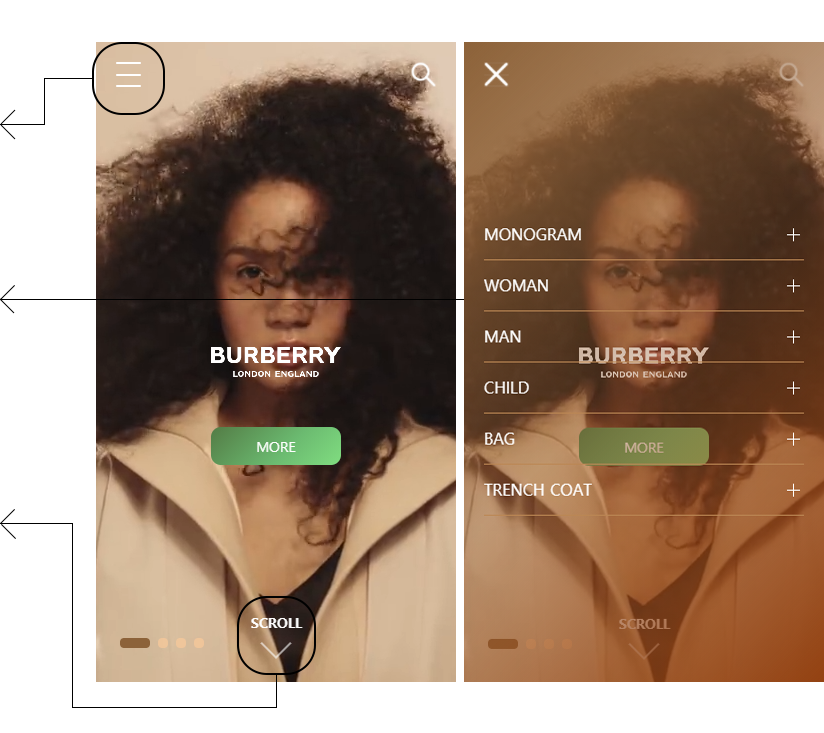 BURBERRY
LONDON ENGLAND
MORE
SCROLL
MONOGRAM
WOMAN
MAN
BURBERRY
LONDON ENGLAND
CHILD
BAG
MORE
TRENCH COAT
SCROLL